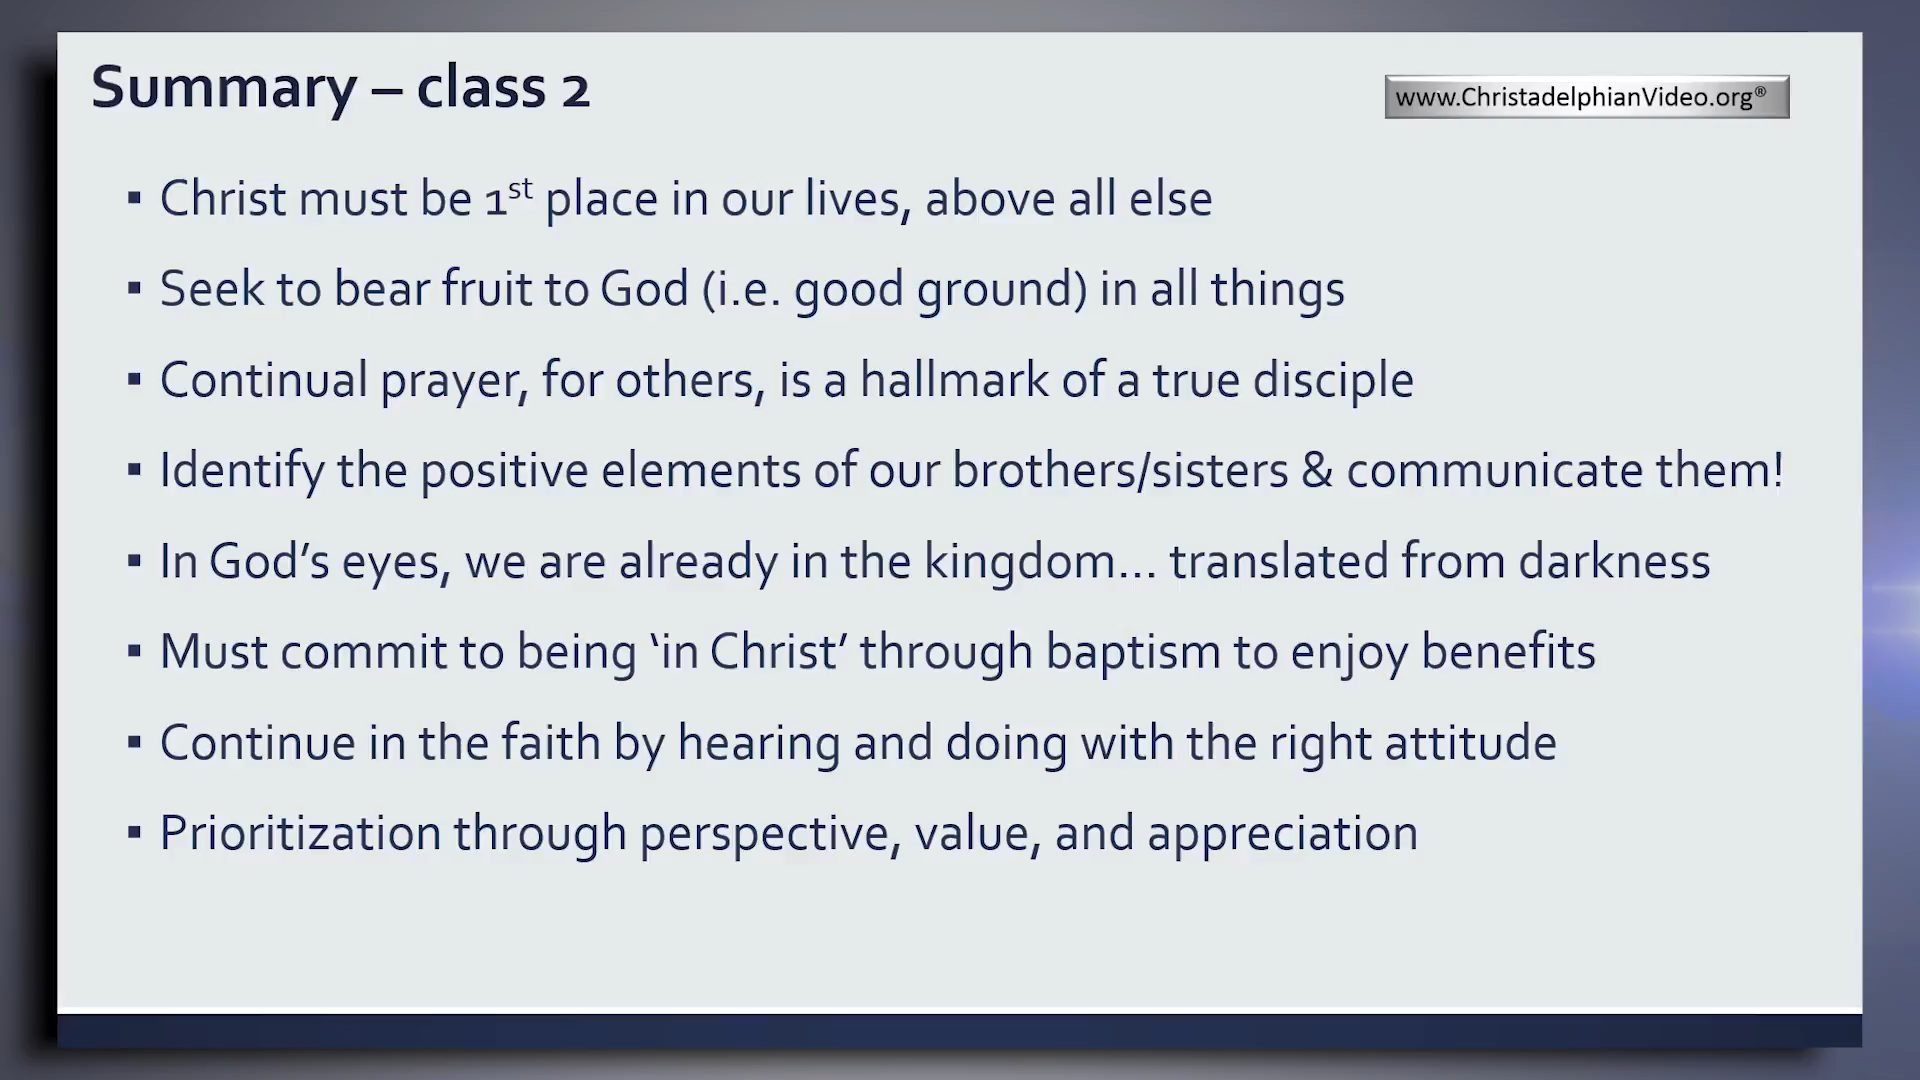 Summary – class 2
www.ChristadelphianVideo.org®
▪ Christ must be 1st place in our lives, above all else
▪ Seek to bear fruit to God (i.e. good ground) in all things
▪ Continual prayer, for others, is a hallmark of a true disciple
▪ Identify the positive elements of our brothers/sisters & communicate them!
▪ In God’s eyes, we are already in the kingdom... translated from darkness
▪ Must commit to being ‘in Christ’ through baptism to enjoy benefits
▪ Continue in the faith by hearing and doing with the right attitude
▪ Prioritization through perspective, value, and appreciation